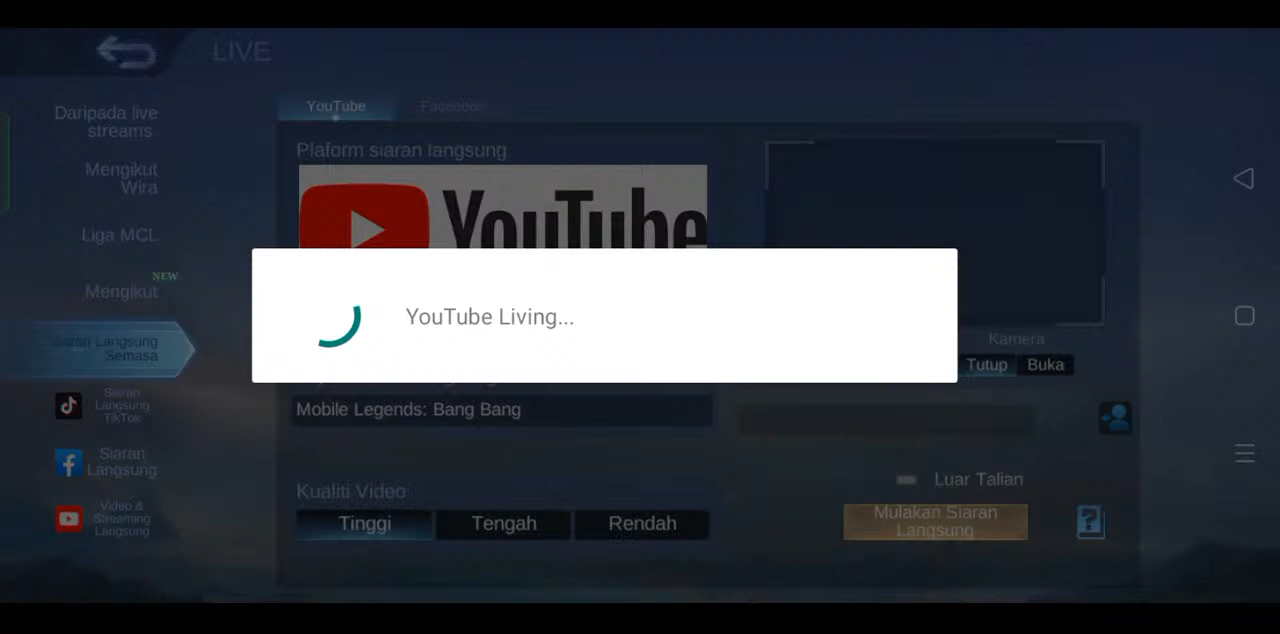 LIVE
Daripada live
streams
Mengikut
Wira
Liga MCL
NEW
Mengikut
Siaran Langsung
Semasa
Siaran
Langsung
TikTok
Siaran
Langsung
Video &
Streaming
Langsung
YouTube
Facebook
Plaform siaran langsung
YouTube
YouTube Living...
Mobile Legends: Bang Bang
Kualiti Video
Tinggi
Tengah
Rendah
Kamera
Tutup
Buka
Luar Talian
Mulakan Siaran
Langsung